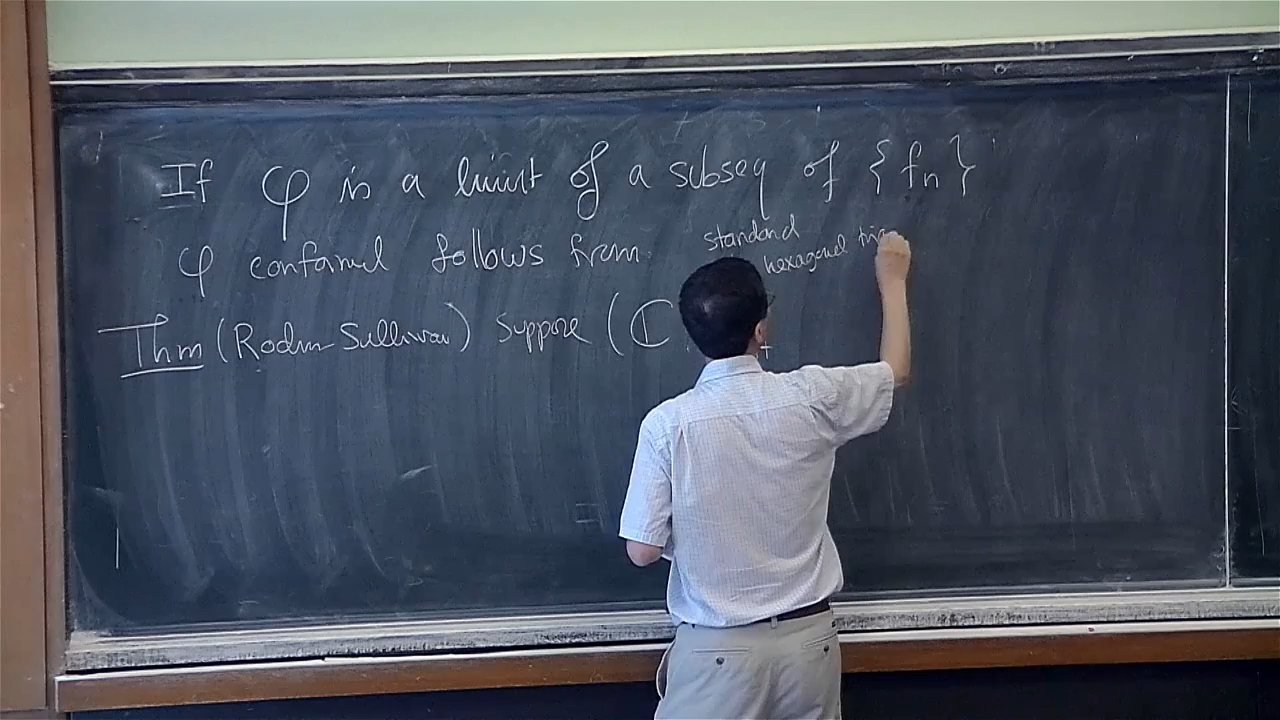 If φ is a limit of a subseq of {fn}
φ conformal follows from
standard
hexagonal
Thm (Rodin-Sullivan) Suppose (ℂ